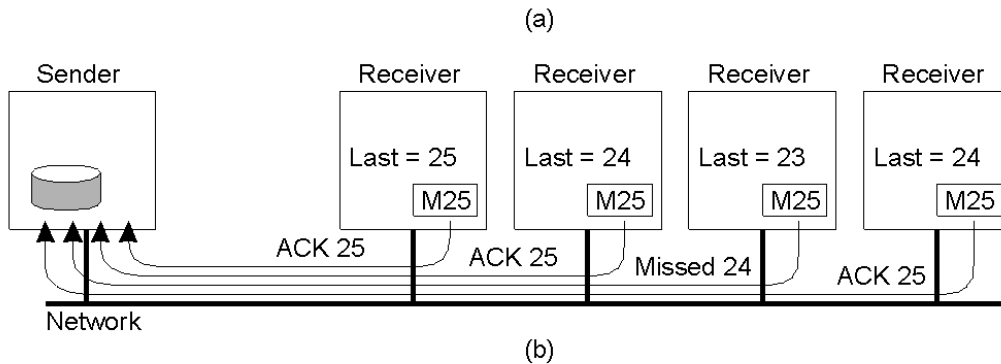 (a)
Sender
Receiver
Receiver
Receiver
Receiver
Last = 25
Last = 24
Last = 23
Last = 24
M25
M25
M25
M25
ACK 25
ACK 25
Missed 24
ACK 25
Network
(b)